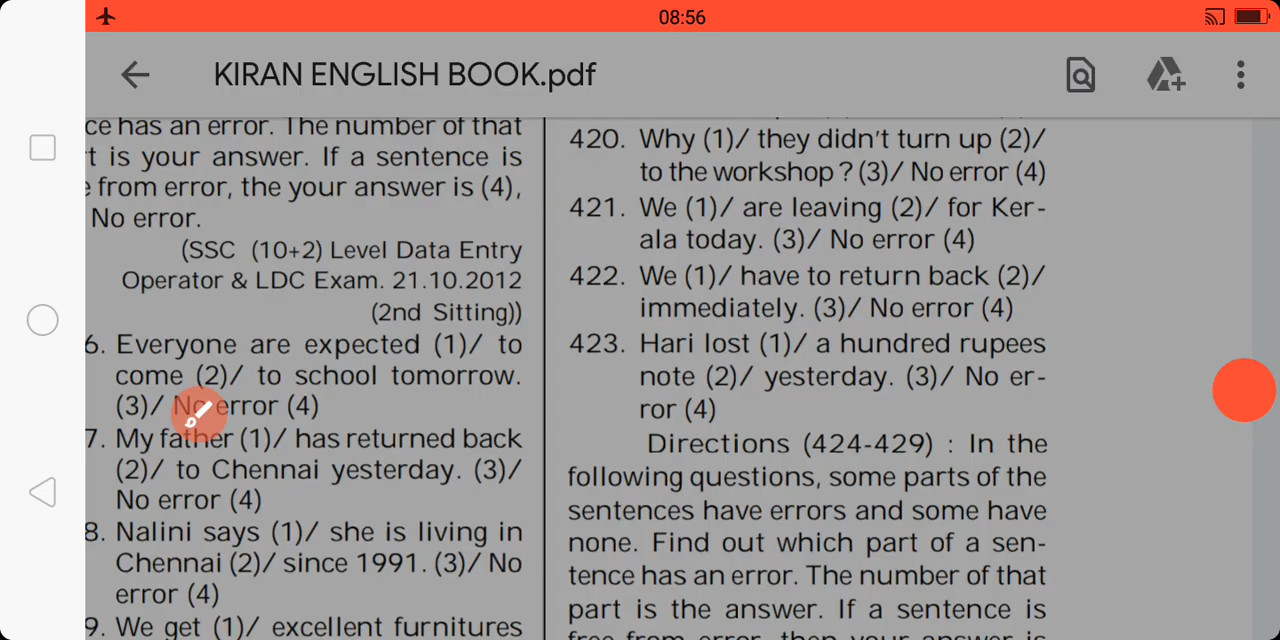 08:56
KIRAN ENGLISH BOOK.pdf
ce has an error. The number of that
t is your answer. If a sentence is
from error, the your answer is (4),
No error.
(SSC (10+2) Level Data Entry
Operator & LDC Exam. 21.10.2012
(2nd Sitting))
6. Everyone are expected (1)/ to
come (2)/ to school tomorrow.
(3)/ No error (4)
7. My father (1)/ has returned back
(2)/ to Chennai yesterday. (3)/
No error (4)
8. Nalini says (1)/ she is living in
Chennai (2)/ since 1991. (3)/ No
error (4)
9. We get (1)/ excellent furnitures
420. Why (1)/ they didn't turn up (2)/
to the workshop ? (3)/ No error (4)
421. We (1)/ are leaving (2)/ for Ker-
ala today. (3)/ No error (4)
422. We (1)/ have to return back (2)/
immediately. (3)/ No error (4)
423. Hari lost (1)/ a hundred rupees
note (2)/ yesterday. (3)/ No er-
ror (4)
Directions (424-429) : In the
following questions, some parts of the
sentences have errors and some have
none. Find out which part of a sen-
tence has an error. The number of that
part is the answer. If a sentence is
free from error, then your answer is